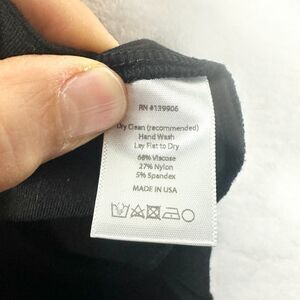 RN #139906
Dry Clean (recommended)
Hand Wash
Lay Flat to Dry
68% Viscose
27% Nylon
5% Spandex
MADE IN USA